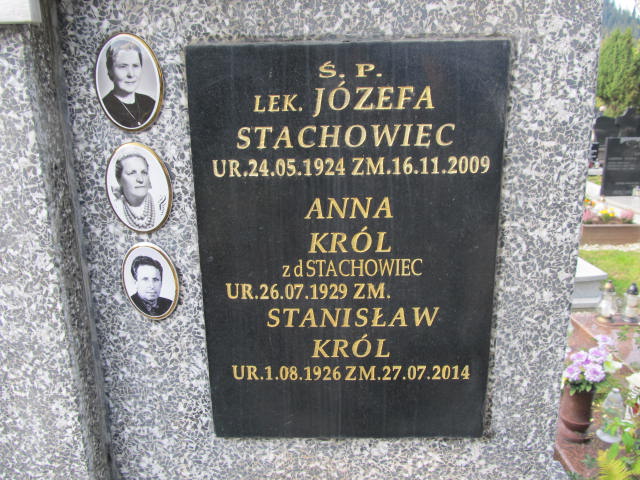 Ś. P.
LEK. JÓZEFA
STACHOWIEC
UR.24.05.1924 ZM.16.11.2009
ANNA
KRÓL
z d STACHOWIEC
UR.26.07.1929 ZM.
STANISŁAW
KRÓL
UR.1.08.1926 ZM.27.07.2014